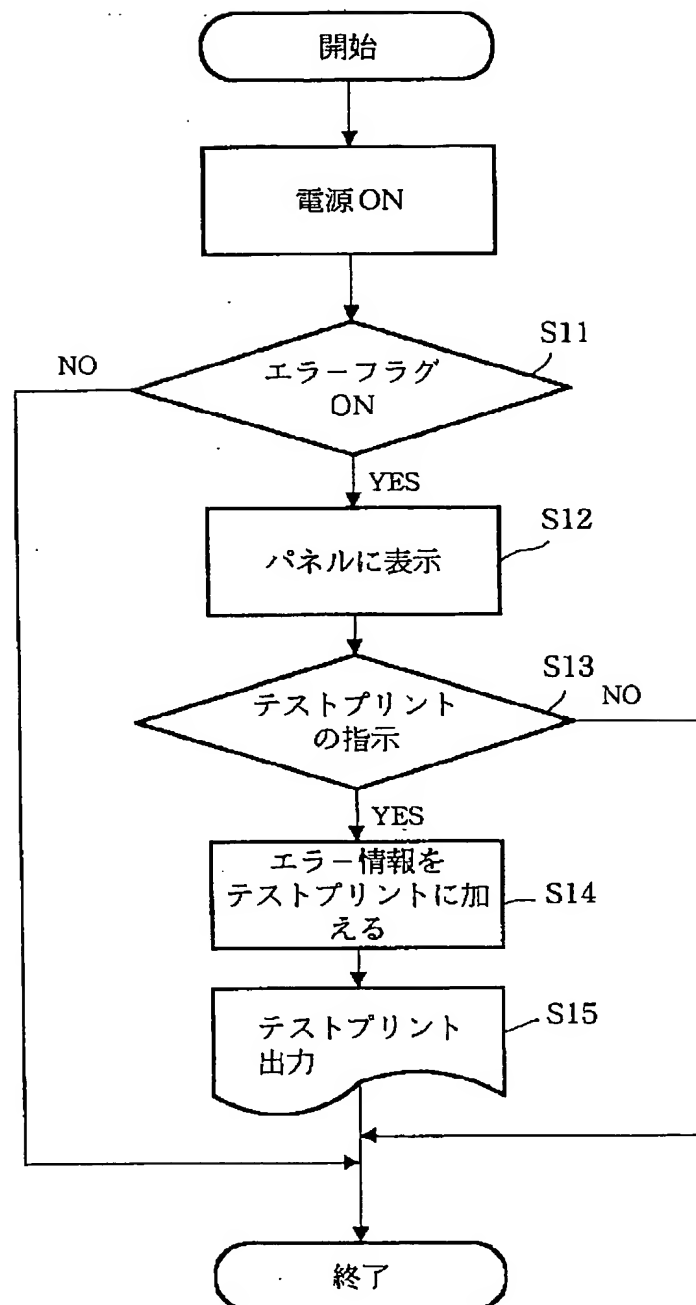 開始
電源ON
S11
NO
エラーフラグ
ON
YES
S12
パネルに表示
S13
テストプリント
の指示
NO
YES
エラー情報を
テストプリントに加
える
S14
テストプリント
出力
S15
終了